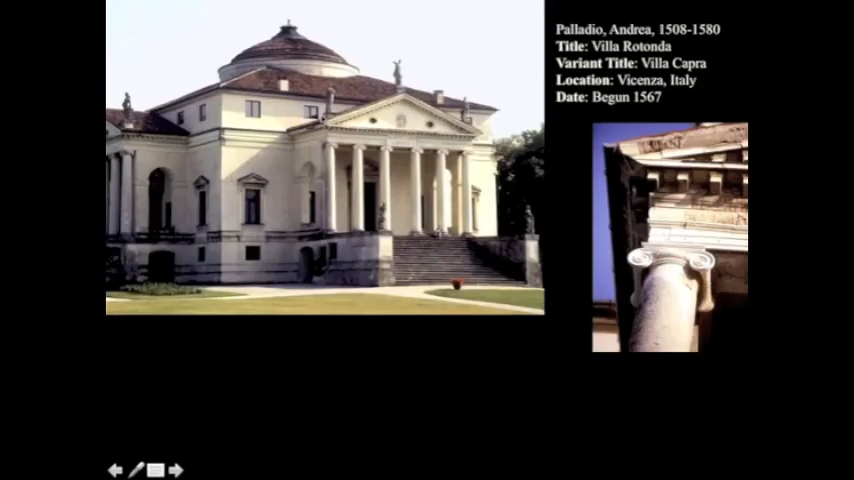 Palladio, Andrea, 1508-1580
Title: Villa Rotonda
Variant Title: Villa Capra
Location: Vicenza, Italy
Date: Begun 1567